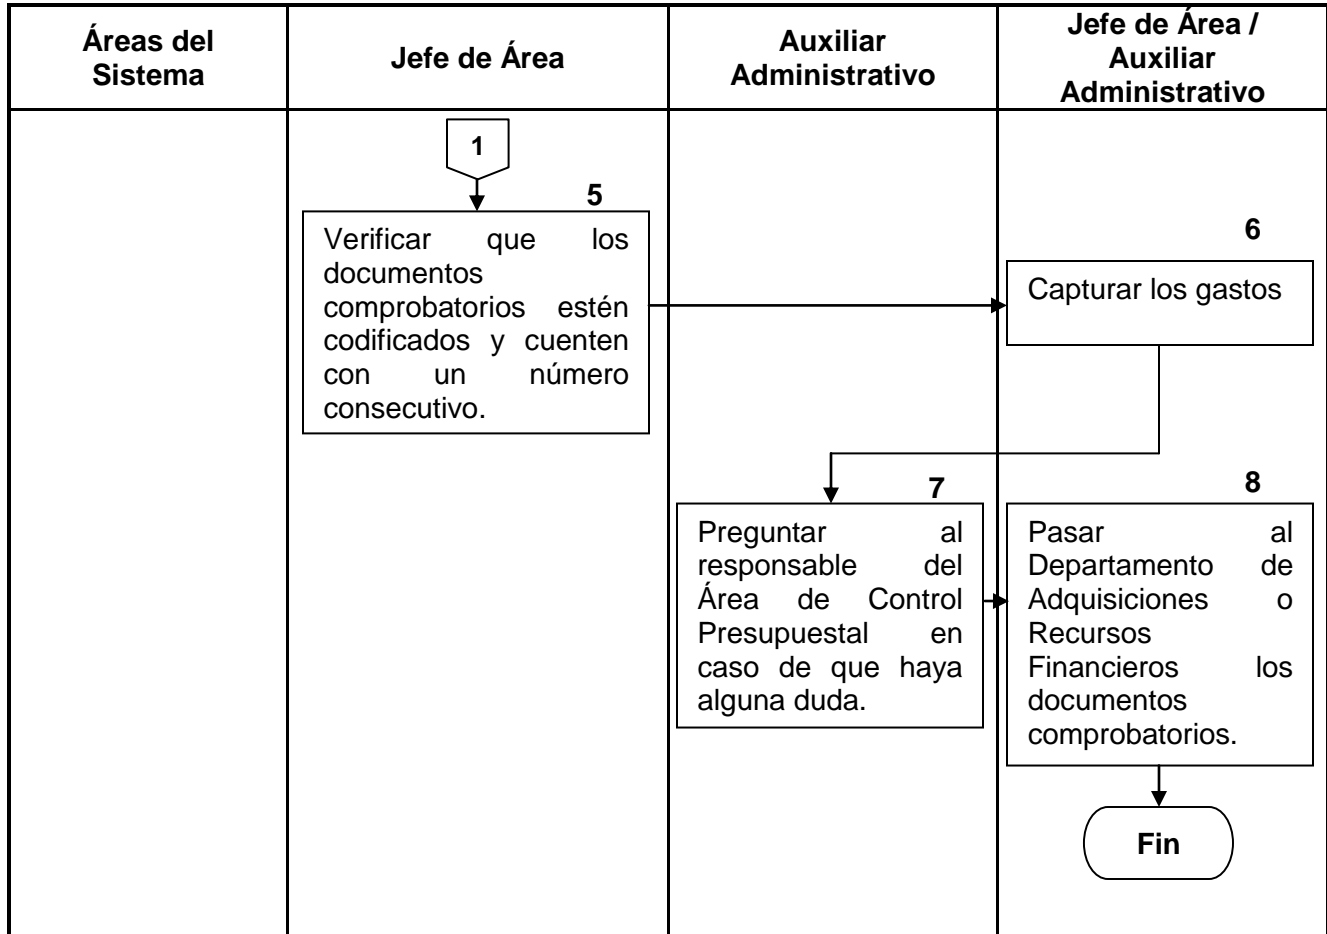 Áreas del
Sistema
Jefe de Área
Auxiliar
Administrativo
Jefe de Área /
Auxiliar
Administrativo
1
5
Verificar que los
documentos
comprobatorios estén
codificados y cuenten
con un número
consecutivo.
6
Capturar los gastos
7
Preguntar al
responsable del
Área de Control
Presupuestal en
caso de que haya
alguna duda.
8
Pasar al
Departamento de
Adquisiciones o
Recursos
Financieros los
documentos
comprobatorios.
Fin